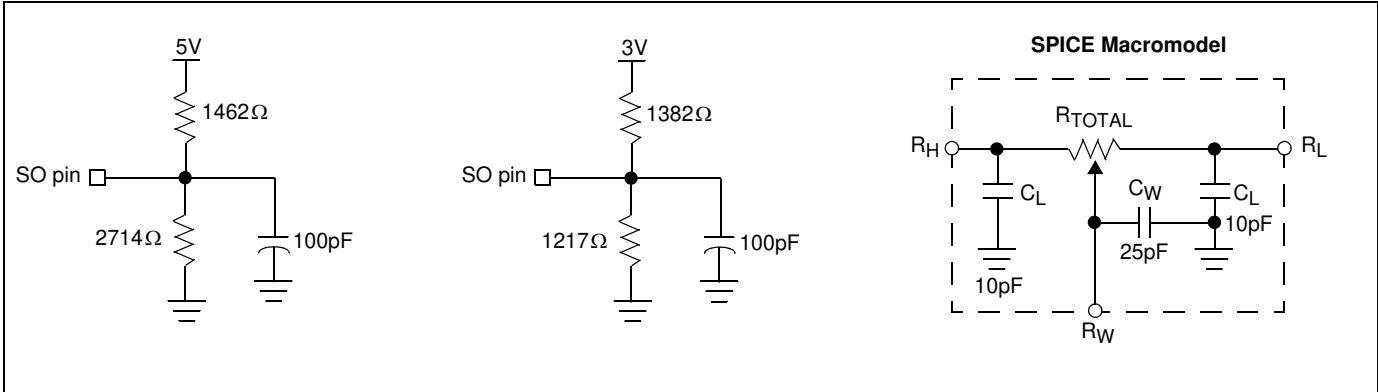 5V
1462Ω
SO pin
2714Ω
100pF
3V
1382Ω
SO pin
1217Ω
100pF
SPICE Macromodel
RTOTAL
RH
RL
CL
CW
CL
10pF
25pF
10pF
RW